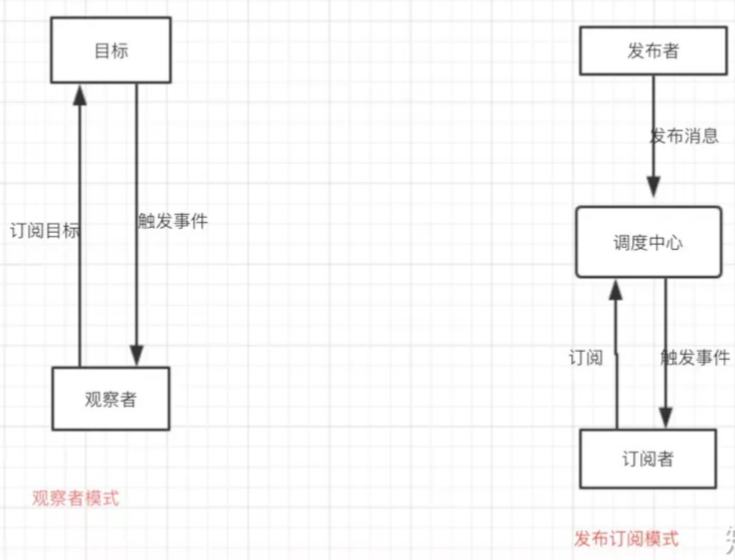 目标
订阅目标
触发事件
观察者
观察者模式
发布者
发布消息
调度中心
订阅
触发事件
订阅者
发布订阅模式